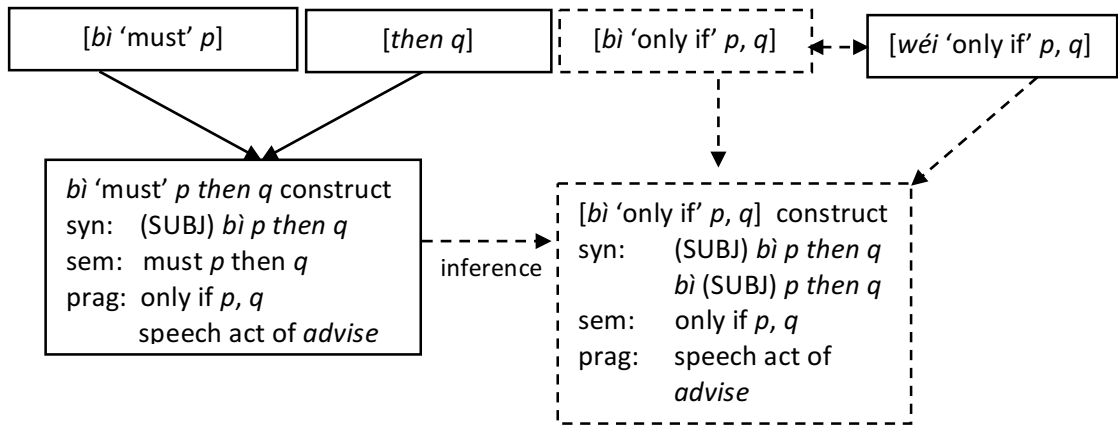 [bì ‘must’ p]
[then q]
[bì ‘only if’ p, q]
[wéi ‘only if’ p, q]
bì ‘must’ p then q construct
syn: (SUBJ) bì p then q
sem: must p then q
prag: only if p, q
speech act of advise
inference
[bì ‘only if’ p, q] construct
syn: (SUBJ) bì p then q
bì (SUBJ) p then q
sem: only if p, q
prag: speech act of
advise